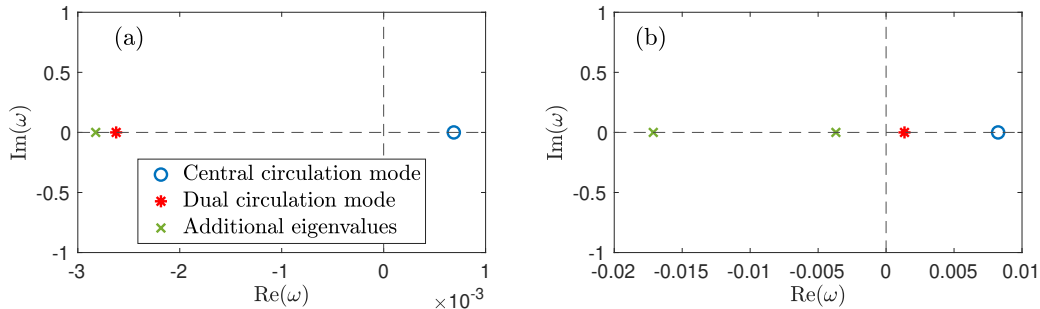 (a)
1
0.5
0
-0.5
-1
Im(ω)
Central circulation mode
Dual circulation mode
Additional eigenvalues
-3 -2 -1 0 1
Re(ω)
×10⁻³
(b)
1
0.5
0
-0.5
-1
Im(ω)
-0.02 -0.015 -0.01 -0.005 0 0.005 0.01
Re(ω)